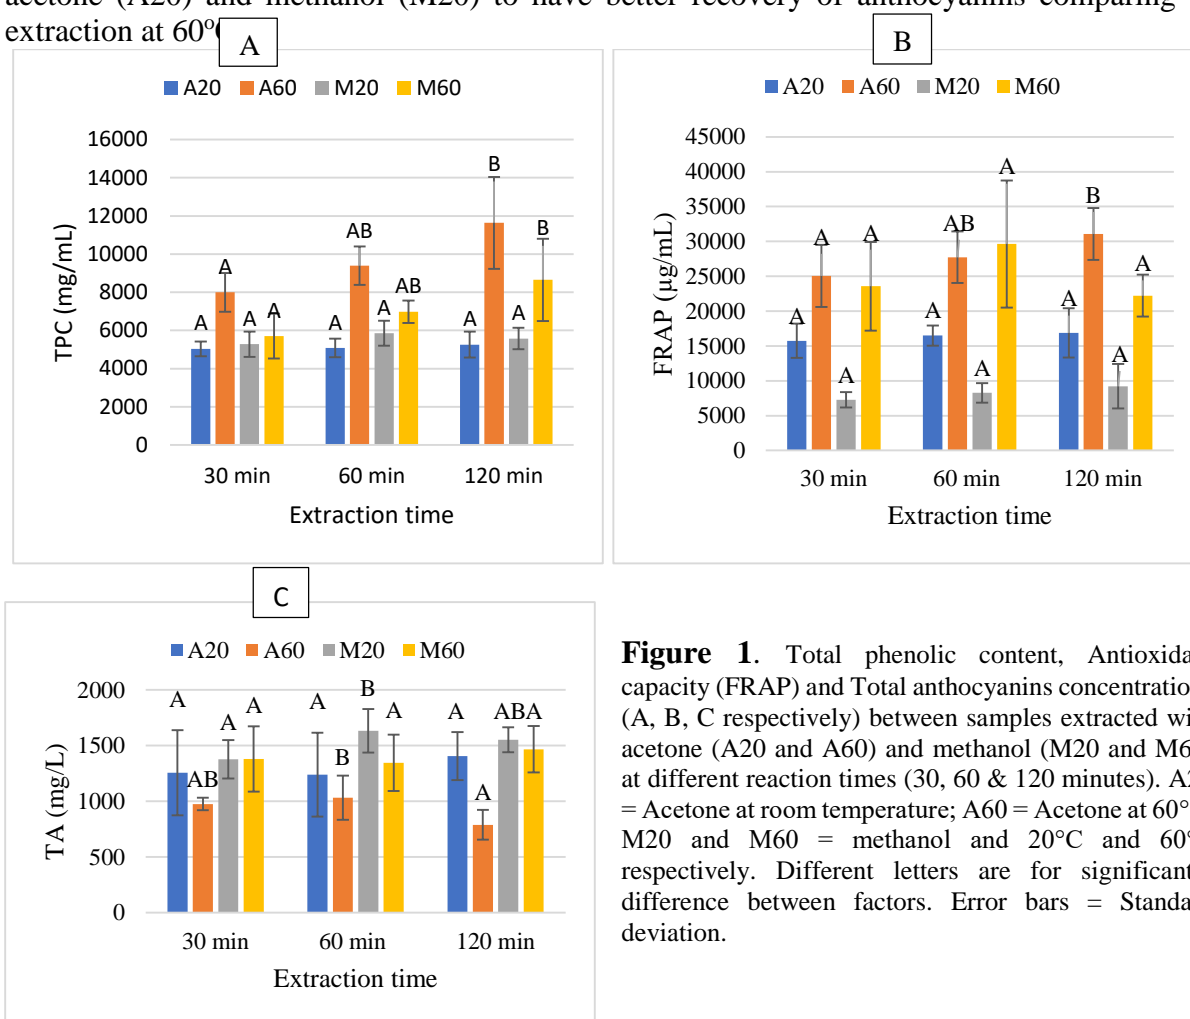 acetone (A20) and methanol (M20) to have better recovery of anthocyanins comparing
extraction at 60°
A
A20 A60 M20 M60
TPC (mg/mL)
16000
14000
12000
10000
8000
6000
4000
2000
0
A A A A
A AB A AB
A B A B
30 min 60 min 120 min
Extraction time
B
A20 A60 M20 M60
FRAP (µg/mL)
45000
40000
35000
30000
25000
20000
15000
10000
5000
0
A A A A
A AB A A
A B A A
30 min 60 min 120 min
Extraction time
C
A20 A60 M20 M60
TA (mg/L)
2000
1500
1000
500
0
A AB A A
A B B A
A A AB A
30 min 60 min 120 min
Extraction time
Figure 1. Total phenolic content, Antioxida
capacity (FRAP) and Total anthocyanins concentratio
(A, B, C respectively) between samples extracted wi
acetone (A20 and A60) and methanol (M20 and M6
at different reaction times (30, 60 & 120 minutes). A2
= Acetone at room temperature; A60 = Acetone at 60°
M20 and M60 = methanol and 20°C and 60°
respectively. Different letters are for significant
difference between factors. Error bars = Standa
deviation.